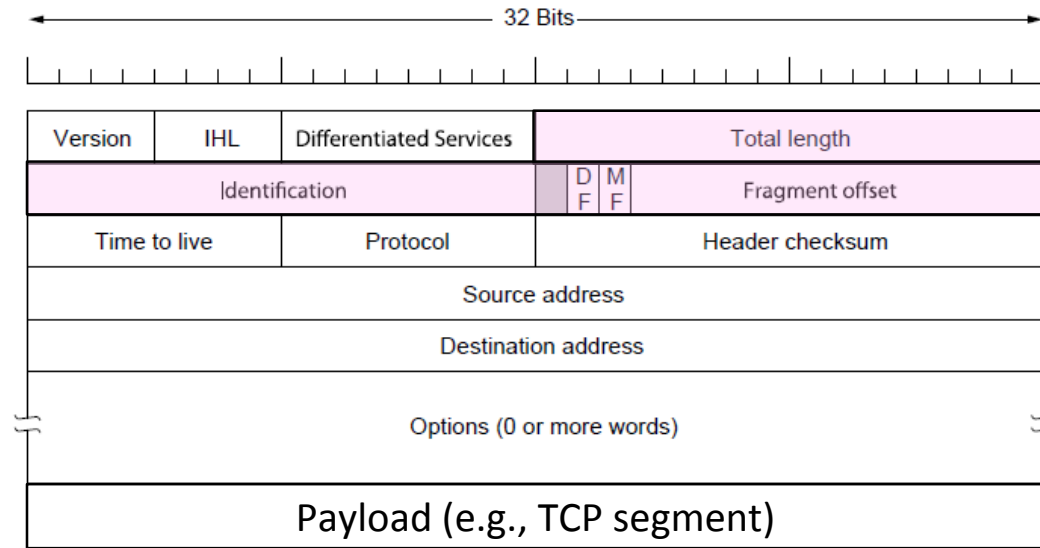 32 Bits
Version IHL Differentiated Services Total length
Identification D F M F Fragment offset
Time to live Protocol Header checksum
Source address
Destination address
Options (0 or more words)
Payload (e.g., TCP segment)